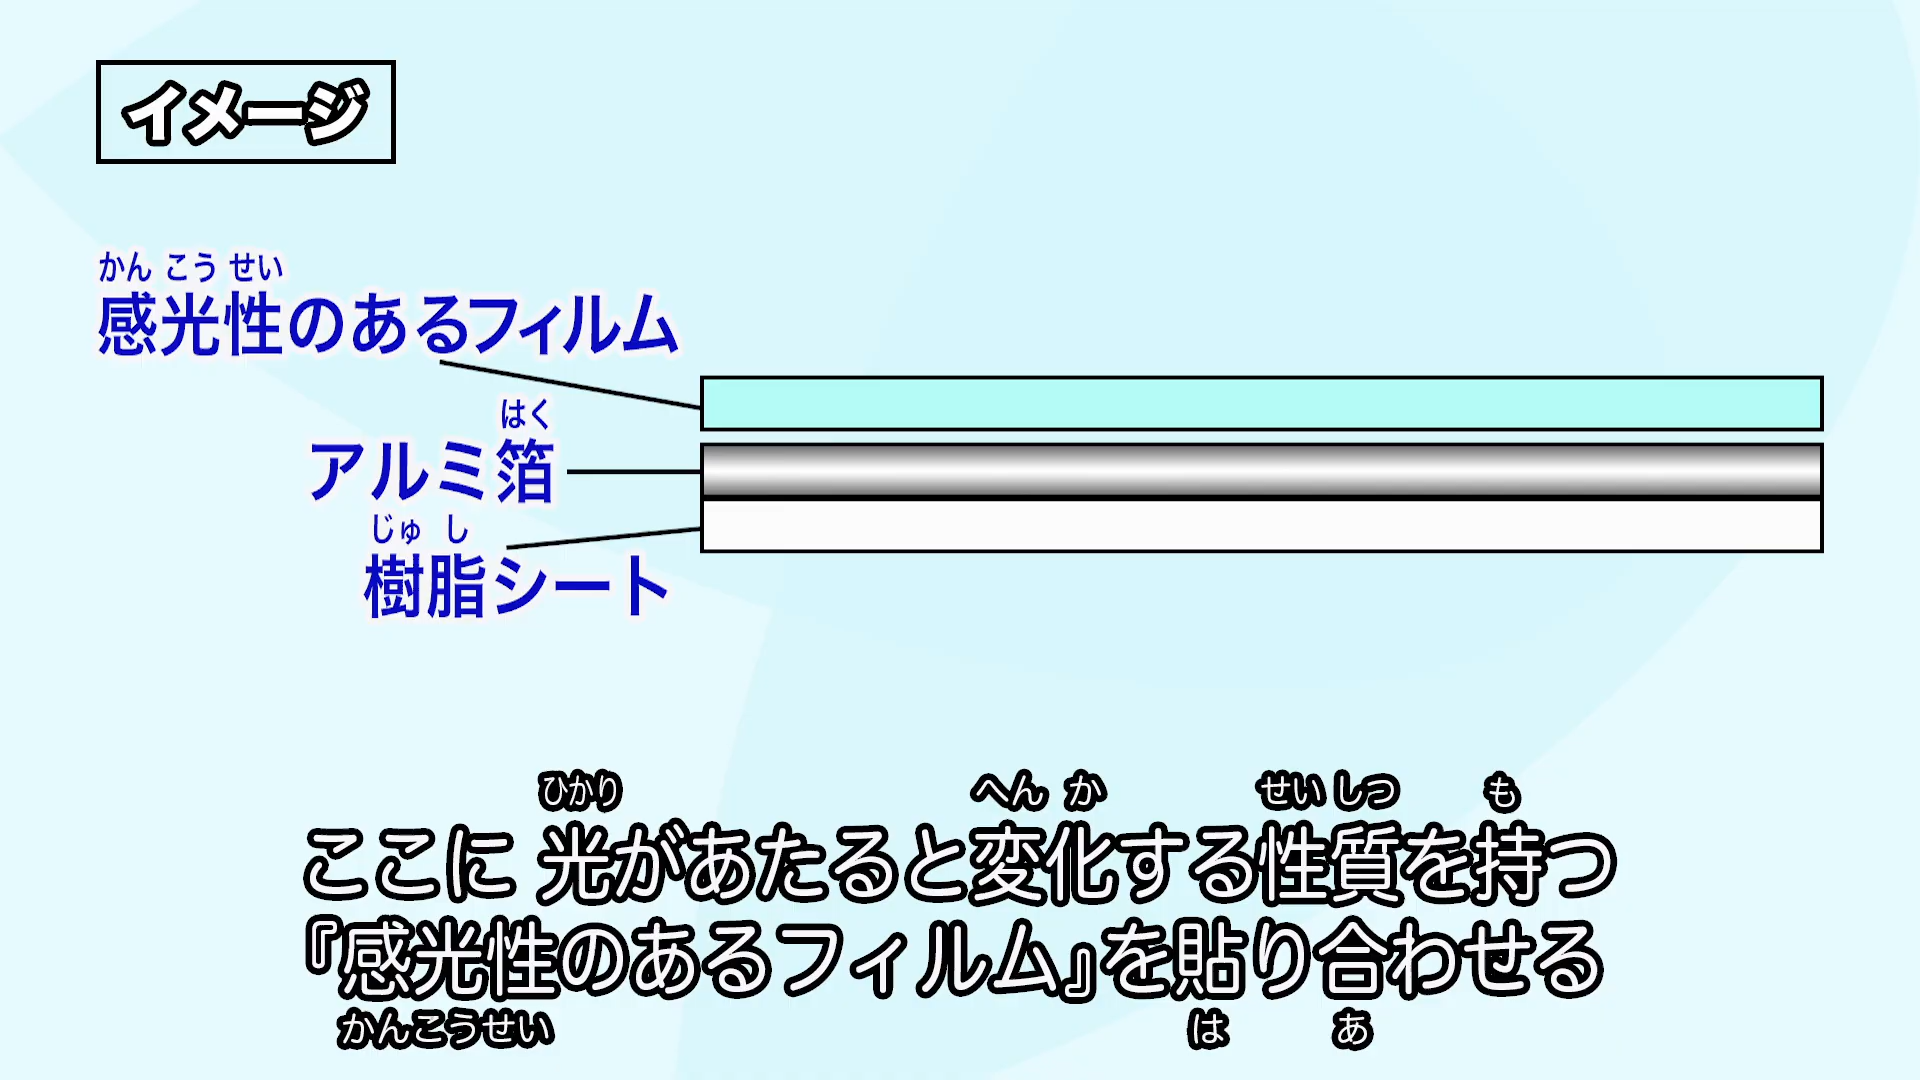 イメージ
かん こう せい
感光性のあるフィルム
はく
アルミ箔
じゅ し
樹脂シート
ひかり へん か せい しつ も
ここに 光があたると変化する性質を持つ
『感光性のあるフィルム』を貼り合わせる
かんこうせい は あ